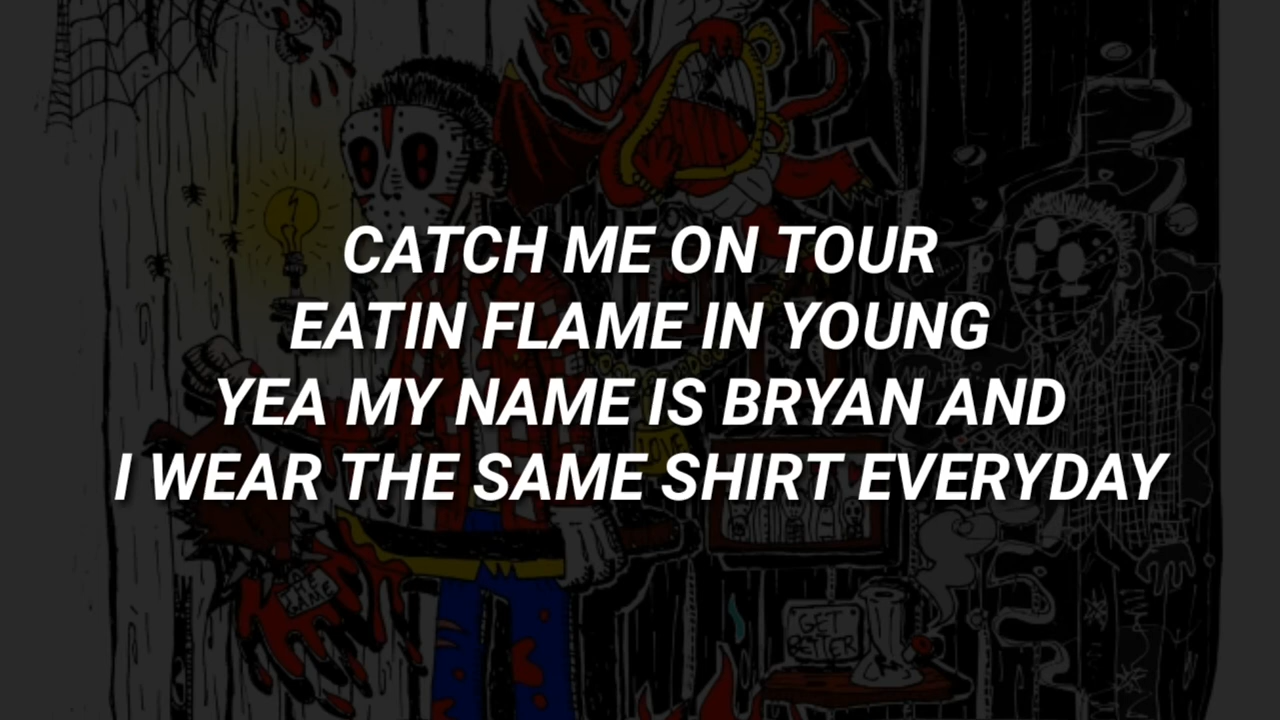 CATCH ME ON TOUR
EATIN FLAME IN YOUNG
YEA MY NAME IS BRYAN AND
I WEAR THE SAME SHIRT EVERYDAY
GET
BETTER